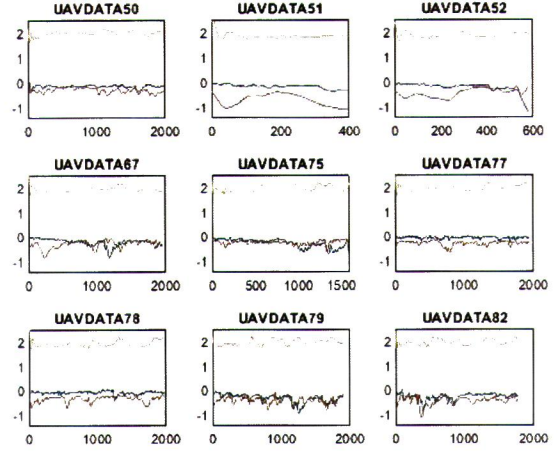 UAVDATA50 UAVDATA51 UAVDATA52
2 2 2
1 1 1
0 0 0
-1 -1 -1
0 1000 2000 0 200 400 0 200 400 600
UAVDATA67 UAVDATA75 UAVDATA77
2 2 2
1 1 1
0 0 0
-1 -1 -1
0 1000 2000 0 500 1000 1500 0 1000 2000
UAVDATA78 UAVDATA79 UAVDATA82
2 2 2
1 1 1
0 0 0
-1 -1 -1
0 1000 2000 0 1000 2000 0 1000 2000